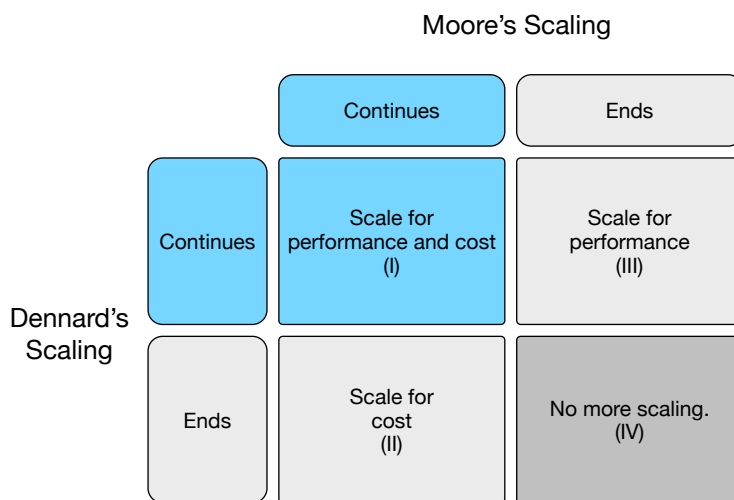 Moore’s Scaling
Continues
Ends
Continues
Scale for
performance and cost
(I)
Scale for
performance
(III)
Dennard’s
Scaling
Ends
Scale for
cost
(II)
No more scaling.
(IV)